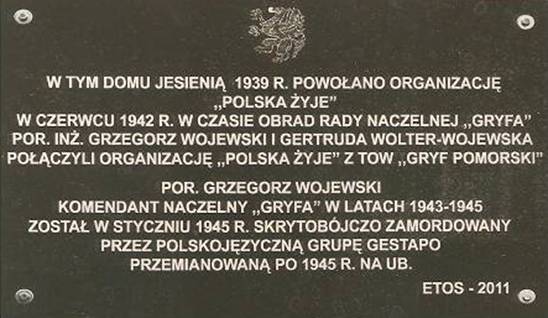 W TYM DOMU JESIENIĄ 1939 R. POWOŁANO ORGANIZACJĘ
,,POLSKA ŻYJE”
W CZERWCU 1942 R. W CZASIE OBRAD RADY NACZELNEJ ,,GRYFA”
POR. INŻ. GRZEGORZ WOJEWSKI I GERTRUDA WOLTER-WOJEWSKA
POŁĄCZYLI ORGANIZACJĘ ,,POLSKA ŻYJE” Z TOW ,,GRYF POMORSKI”
POR. GRZEGORZ WOJEWSKI
KOMENDANT NACZELNY ,,GRYFA” W LATACH 1943-1945
ZOSTAŁ W STYCZNIU 1945 R. SKRYTOBÓJCZO ZAMORDOWANY
PRZEZ POLSKOJĘZYCZNĄ GRUPĘ GESTAPO
PRZEMIANOWANĄ PO 1945 R. NA UB.
ETOS - 2011